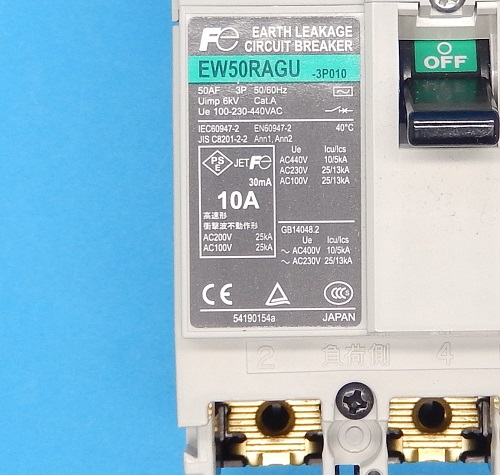 Fe EARTH LEAKAGE
CIRCUIT BREAKER
EW50RAGU -3P010
50AF 3P 50/60Hz
Uimp 6kV Cat.A
Ue 100-230-440VAC
IEC60947-2 EN60947-2 40°C
JIS C8201-2-2 Ann1, Ann2
PS E JET Fe
30mA
10A
高速形
衝撃波不動作形
AC200V 25kA
AC100V 25kA
Ue Icu/Ics
AC440V 10/5kA
AC230V 25/13kA
AC100V 25/13kA
GB14048.2
Ue Icu/Ics
～ AC400V 10/5kA
～ AC230V 25/13kA
CE CCC S
54190154a JAPAN
OFF
2 負荷側 4